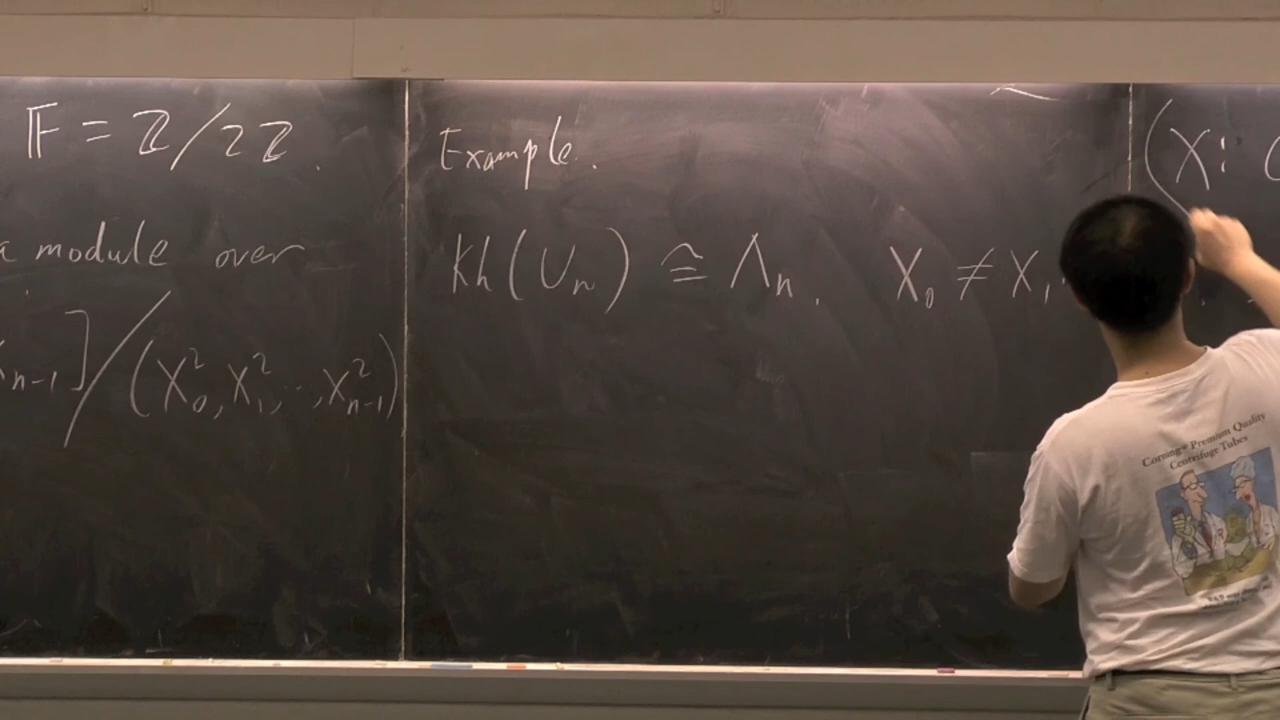 𝔽 = ℤ/2ℤ.
a module over
n-1]/(X₀², X₁², ..., X²ₙ₋₁)
Example.
Kh(Uₙ) ≅ Λₙ. X₀ ≠ X₁
(X:
Corning® Premium Quality
Centrifuge Tubes